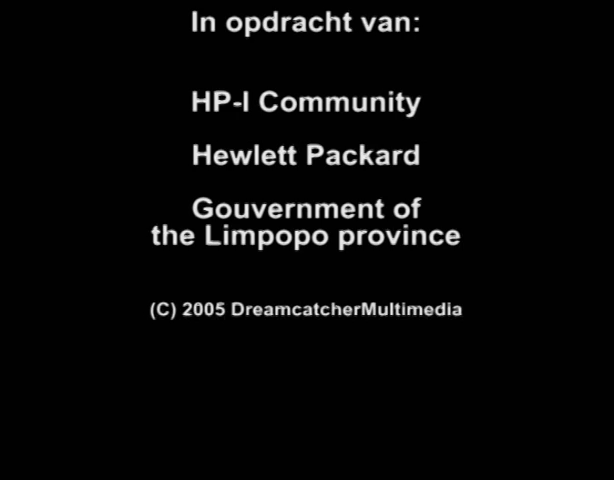 In opdracht van:
HP-I Community
Hewlett Packard
Gouvernment of
the Limpopo province
(C) 2005 DreamcatcherMultimedia